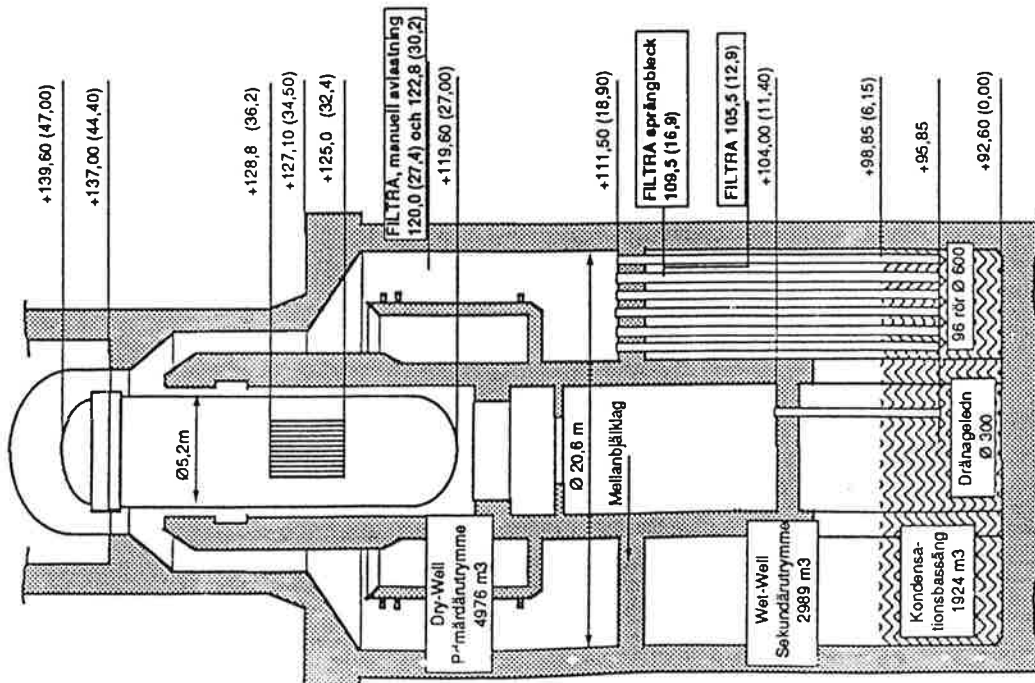 +139,60 (47,00)
+137,00 (44,40)
+128,8 (36,2)
+127,10 (34,50)
+125,0 (32,4)
FILTRA, manuell avlastning
120,0 (27,4) och 122,8 (30,2)
+119,60 (27,00)
+111,50 (18,90)
FILTRA sprängbleck
109,5 (16,9)
FILTRA 105,5 (12,9)
+104,00 (11,40)
+98,85 (6,15)
+95,85
+92,60 (0,00)
Ø5,2m
Ø 20,6 m
Mellanbjälklag
Dry-Well
Primärdärutrymme
4976 m3
Wet-Well
Sekundärutrymme
2989 m3
Kondensa-
tionsbassäng
1924 m3
Dränageledn
Ø 300
96 rör Ø 600